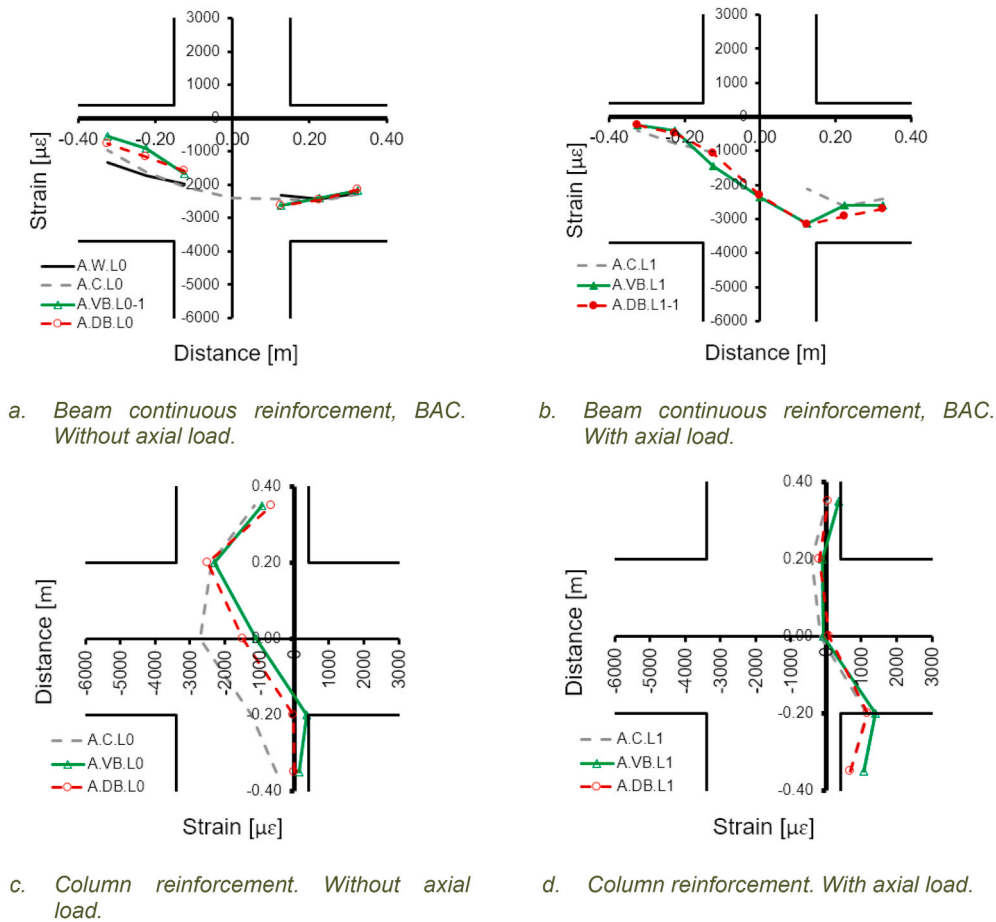 3000
2000
1000
0
-0.40
-0.20
0.00
0.20
0.40
-1000
-2000
-3000
-4000
-5000
-6000
Strain [µε]
A.W.L0
A.C.L0
A.VB.L0-1
A.DB.L0
Distance [m]
3000
2000
1000
0
-0.40
-0.20
0.00
0.20
0.40
-1000
-2000
-3000
-4000
-5000
-6000
Strain [µε]
A.C.L1
A.VB.L1
A.DB.L1-1
Distance [m]
a. Beam continuous reinforcement, BAC.
Without axial load.
b. Beam continuous reinforcement, BAC.
With axial load.
0.40
0.20
0.00
-0.20
-0.40
Distance [m]
-6000
-5000
-4000
-3000
-2000
-1000
0
1000
2000
3000
A.C.L0
A.VB.L0
A.DB.L0
Strain [µε]
0.40
0.20
0.00
-0.20
-0.40
Distance [m]
-6000
-5000
-4000
-3000
-2000
-1000
0
1000
2000
3000
A.C.L1
A.VB.L1
A.DB.L1
Strain [µε]
c. Column reinforcement. Without axial
load.
d. Column reinforcement. With axial load.